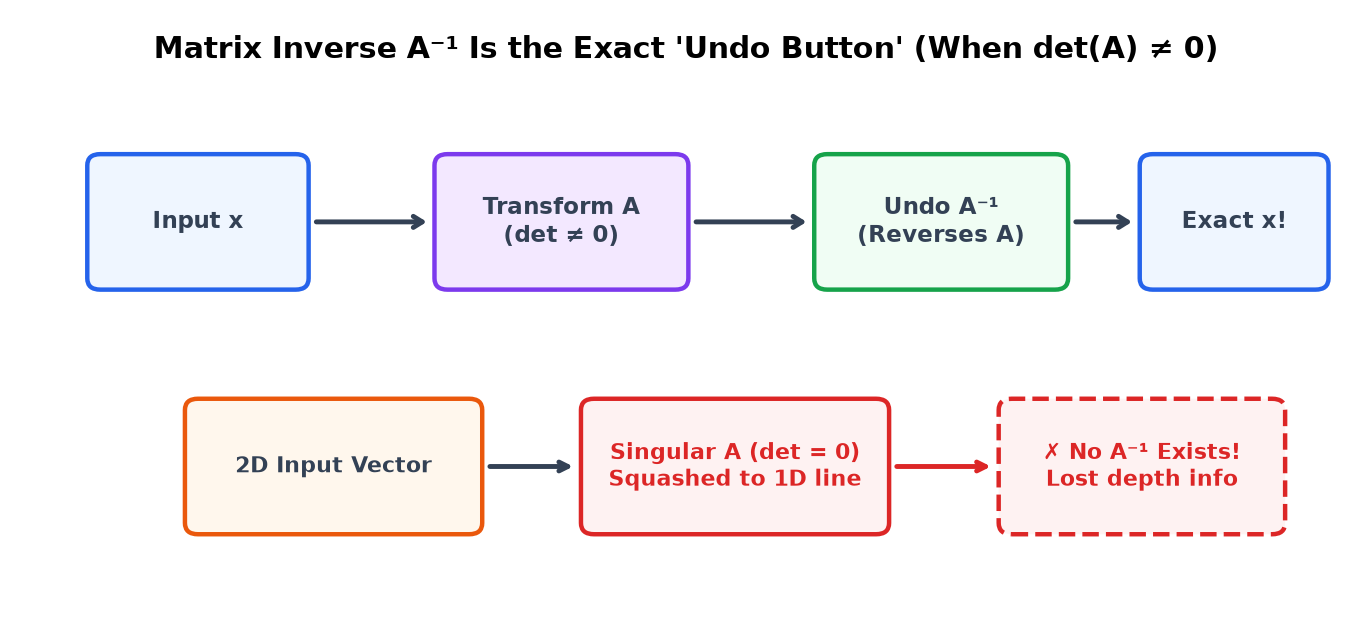 Matrix Inverse A⁻¹ Is the Exact 'Undo Button' (When det(A) ≠ 0)
Input x
Transform A
(det ≠ 0)
Undo A⁻¹
(Reverses A)
Exact x!
2D Input Vector
Singular A (det = 0)
Squashed to 1D line
✗ No A⁻¹ Exists!
Lost depth info